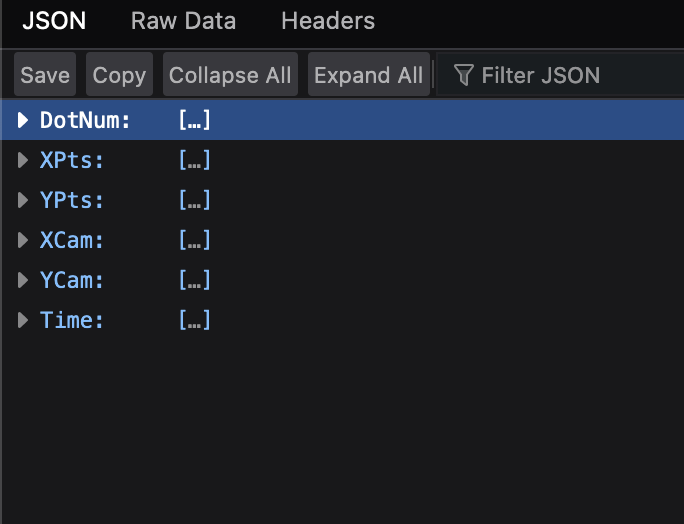 JSON Raw Data Headers
Save Copy Collapse All Expand All Filter JSON
DotNum: […]
XPts: […]
YPts: […]
XCam: […]
YCam: […]
Time: […]